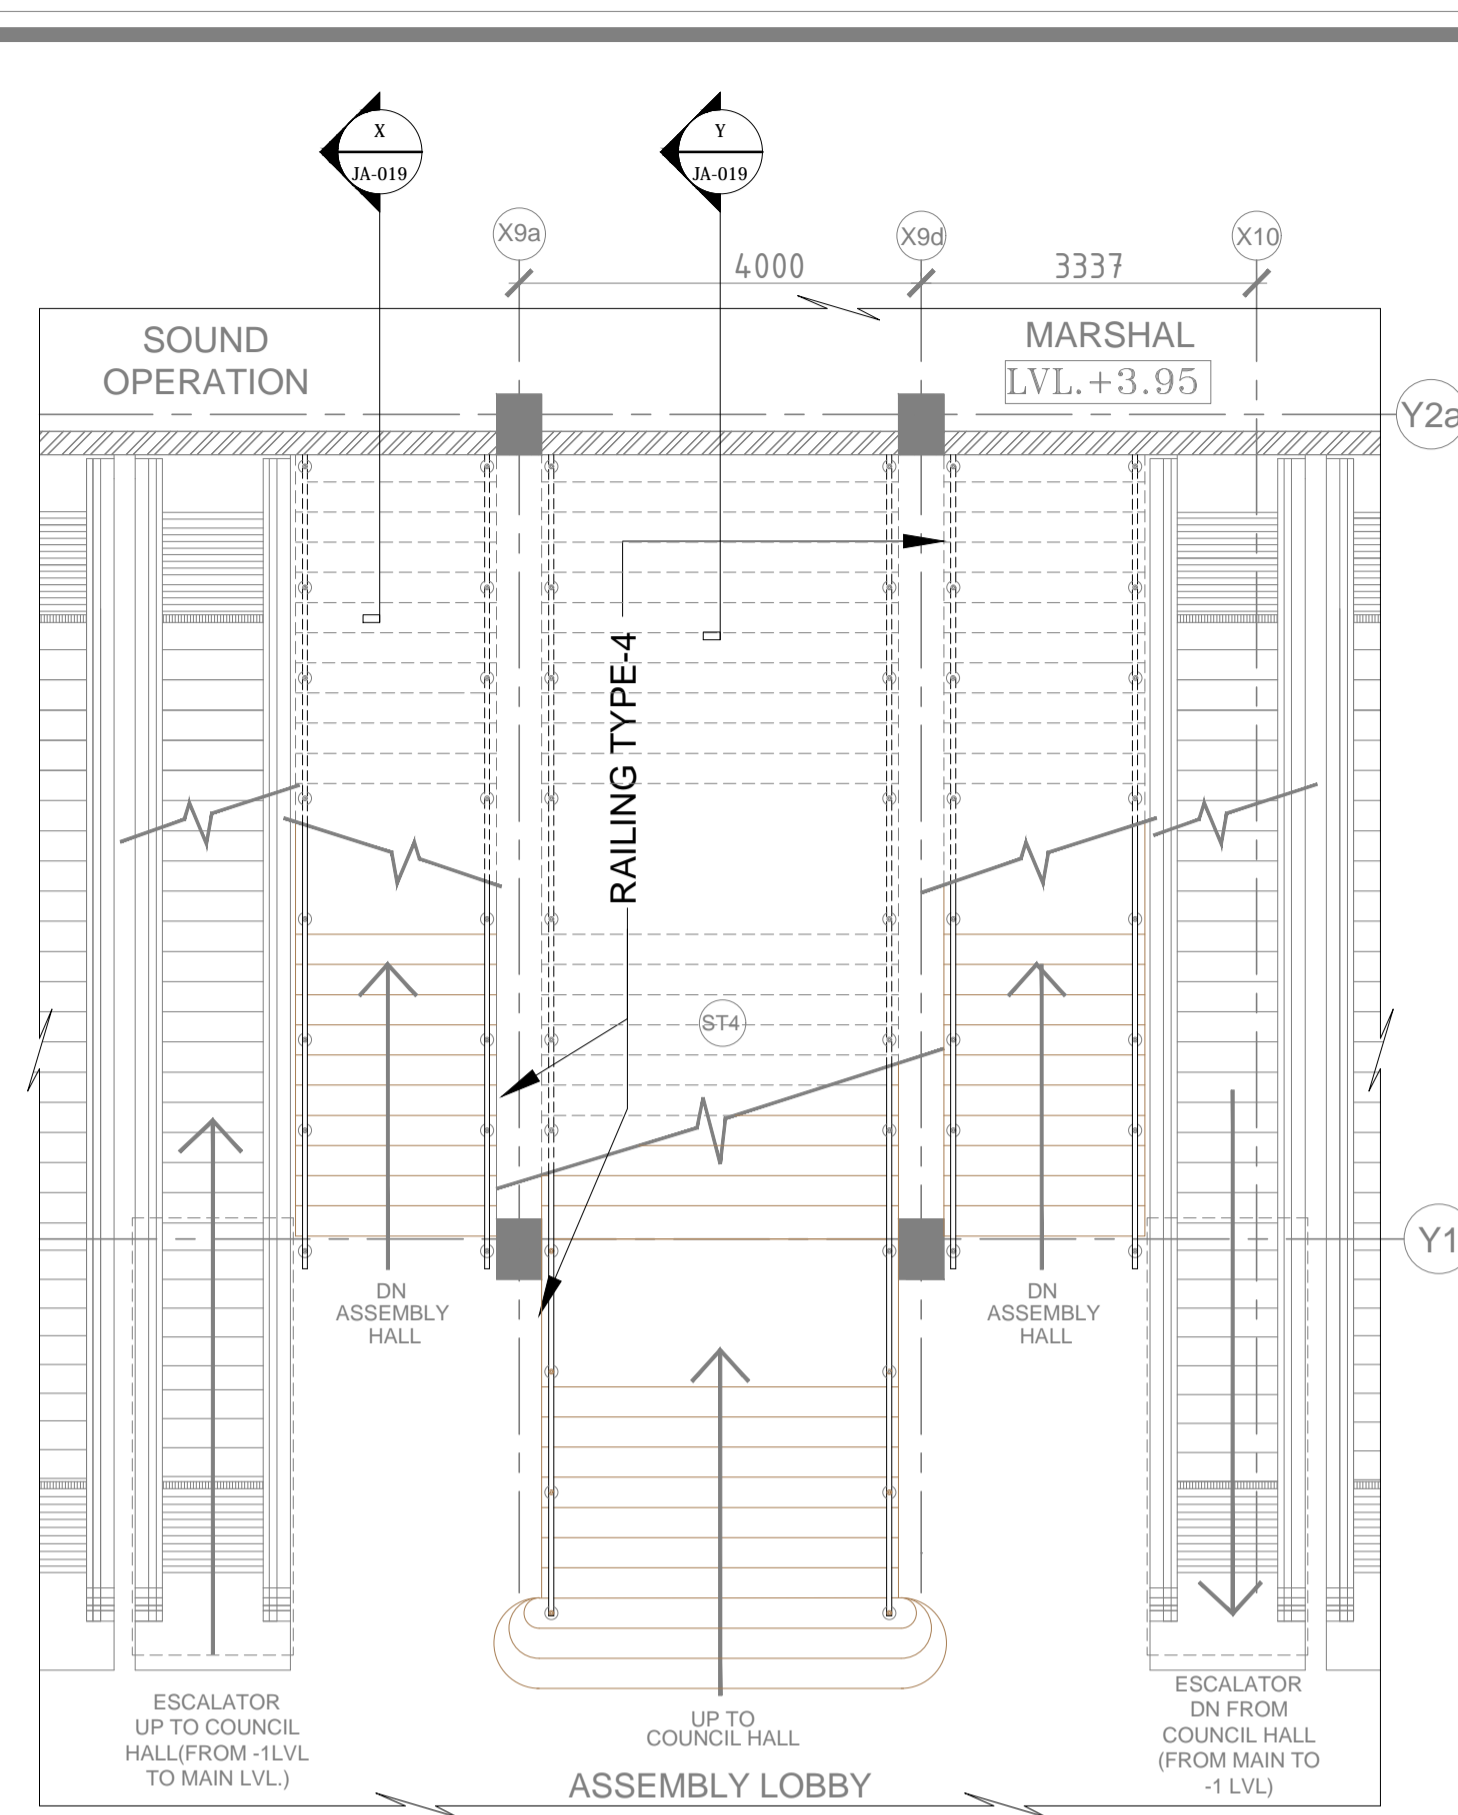 X
JA-019
Y
JA-019
X9a
X9d
X10
4000
3337
SOUND
OPERATION
MARSHAL
LVL.+3.95
Y2a
RAILING TYPE-4
ST4
Y1
DN
ASSEMBLY
HALL
DN
ASSEMBLY
HALL
ESCALATOR
UP TO COUNCIL
HALL(FROM -1LVL
TO MAIN LVL.)
UP TO
COUNCIL HALL
ESCALATOR
DN FROM
COUNCIL HALL
(FROM MAIN TO
-1 LVL)
ASSEMBLY LOBBY